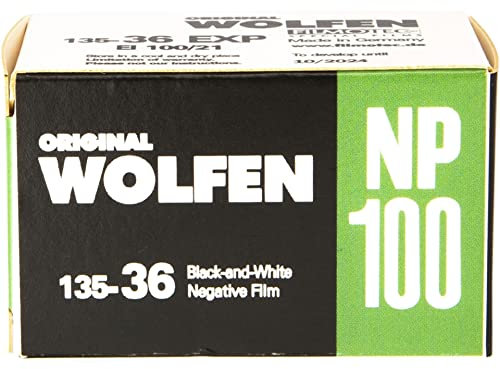 ORIGINAL
WOLFEN
135-36 EXP
EI 100/21
Store in a cool and dry place
Limitation of warranty.
Please not our instructions.
FILMOTEC
Made in Germany
www.filmotec.de
To develop until
10/2024
ORIGINAL
WOLFEN
135-36
Black-and-White
Negative Film
NP
100